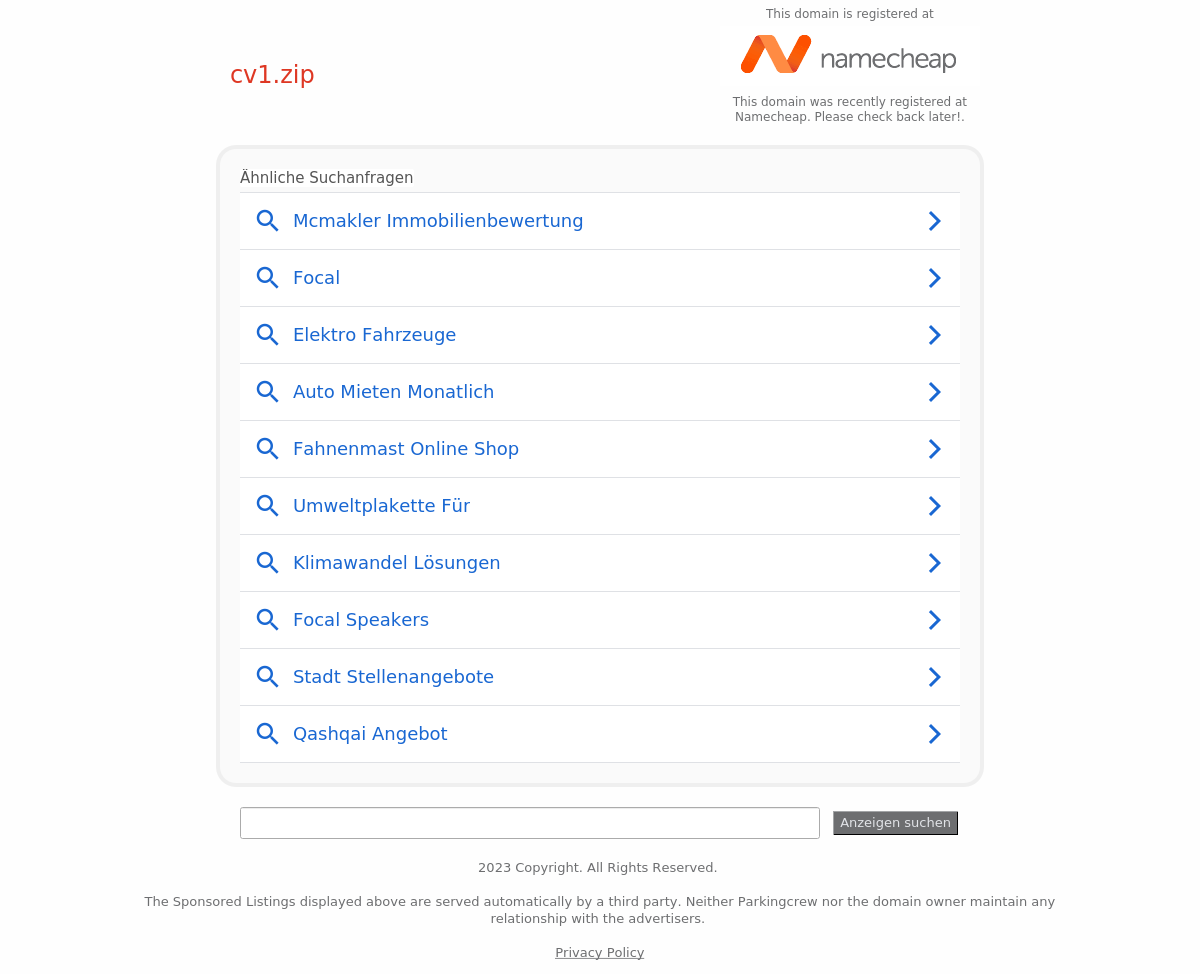 This domain is registered at
namecheap
cv1.zip
This domain was recently registered at
Namecheap. Please check back later!.
Ähnliche Suchanfragen
Mcmakler Immobilienbewertung
Focal
Elektro Fahrzeuge
Auto Mieten Monatlich
Fahnenmast Online Shop
Umweltplakette Für
Klimawandel Lösungen
Focal Speakers
Stadt Stellenangebote
Qashqai Angebot
Anzeigen suchen
2023 Copyright. All Rights Reserved.
The Sponsored Listings displayed above are served automatically by a third party. Neither Parkingcrew nor the domain owner maintain any
relationship with the advertisers.
Privacy Policy